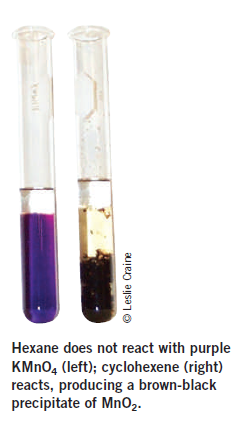 © Leslie Craine
Hexane does not react with purple
KMnO₄ (left); cyclohexene (right)
reacts, producing a brown-black
precipitate of MnO₂.